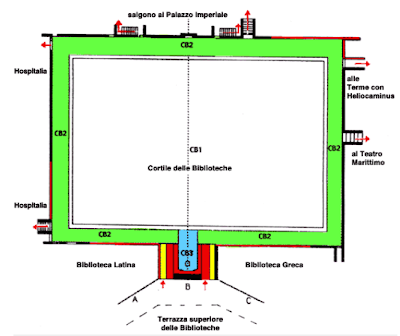 salgono al Palazzo Imperiale
CB2
Hospitalia
alle
Terme con
Heliocaminus
CB2
CB1
CB2
Cortile delle Biblioteche
al Teatro
Marittimo
Hospitalia
CB2
CB2
CB3
Biblioteca Latina
Biblioteca Greca
A
B
C
Terrazza superiore
delle Biblioteche